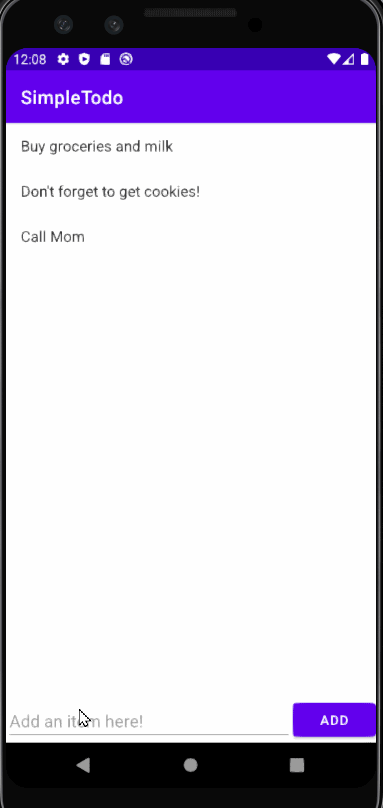 12:08
SimpleTodo
Buy groceries and milk
Don't forget to get cookies!
Call Mom
Add an item here!
ADD